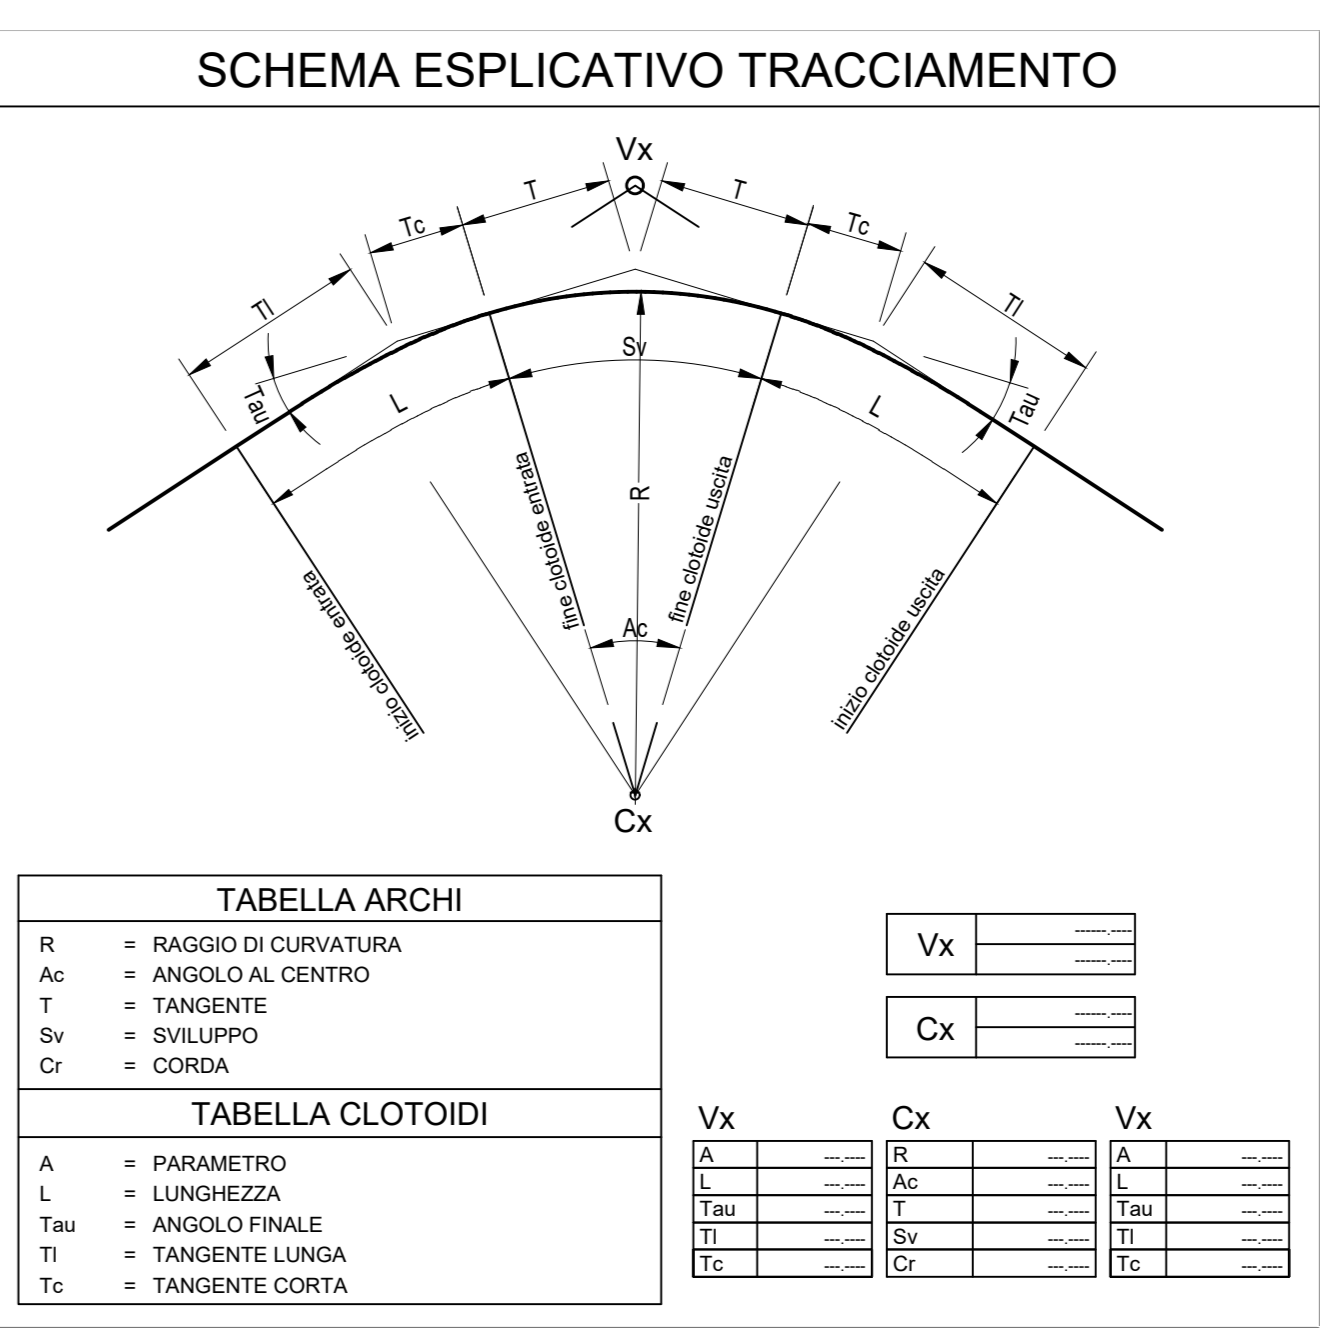 SCHEMA ESPLICATIVO TRACCIAMENTO
Vx
T
T
Tc
Tc
Tl
Tl
Sv
Tau
Tau
L
L
R
fine clotoide entrata
fine clotoide uscita
inizio clotoide entrata
inizio clotoide uscita
Ac
Cx
TABELLA ARCHI
R = RAGGIO DI CURVATURA
Ac = ANGOLO AL CENTRO
T = TANGENTE
Sv = SVILUPPO
Cr = CORDA
TABELLA CLOTOIDI
A = PARAMETRO
L = LUNGHEZZA
Tau = ANGOLO FINALE
Tl = TANGENTE LUNGA
Tc = TANGENTE CORTA
Vx ------.----
------.----
Cx ------.----
------.----
Vx
A ---.----
L ---.----
Tau ---.----
Tl ---.----
Tc ---.----
Cx
R ---.----
Ac ---.----
T ---.----
Sv ---.----
Cr ---.----
Vx
A ---.----
L ---.----
Tau ---.----
Tl ---.----
Tc ---.----